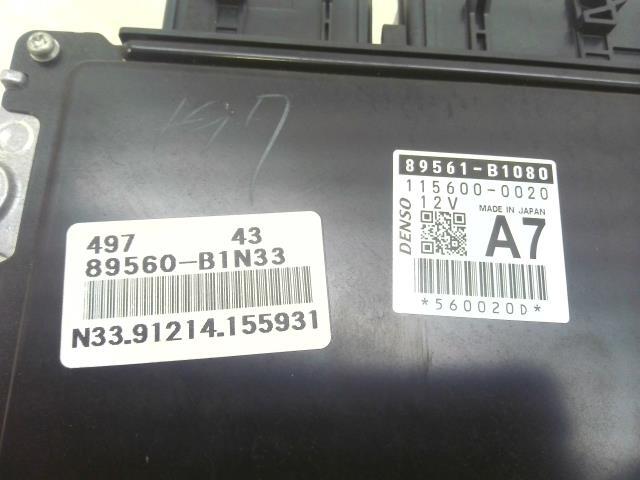 497 43
89560-B1N33
N33-91214-155931
89561-B1080
115600-0020
12V
MADE IN JAPAN
DENSO
A7
*560020D*